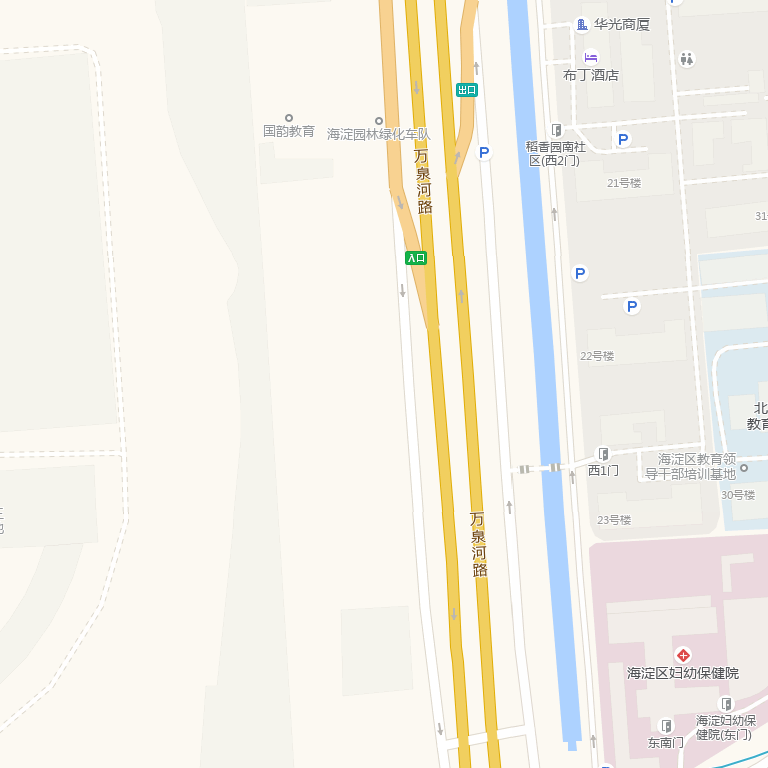 华光商厦
布丁酒店
出口
国韵教育
海淀园林绿化车队
万泉河路
P
稻香园南社
区(西2门)
P
21号楼
31
入口
P
P
22号楼
北
教育
西1门
海淀区教育领
导干部培训基地
30号楼
23号楼
万泉河路
海淀区妇幼保健院
海淀妇幼保
健院(东门)
东南门